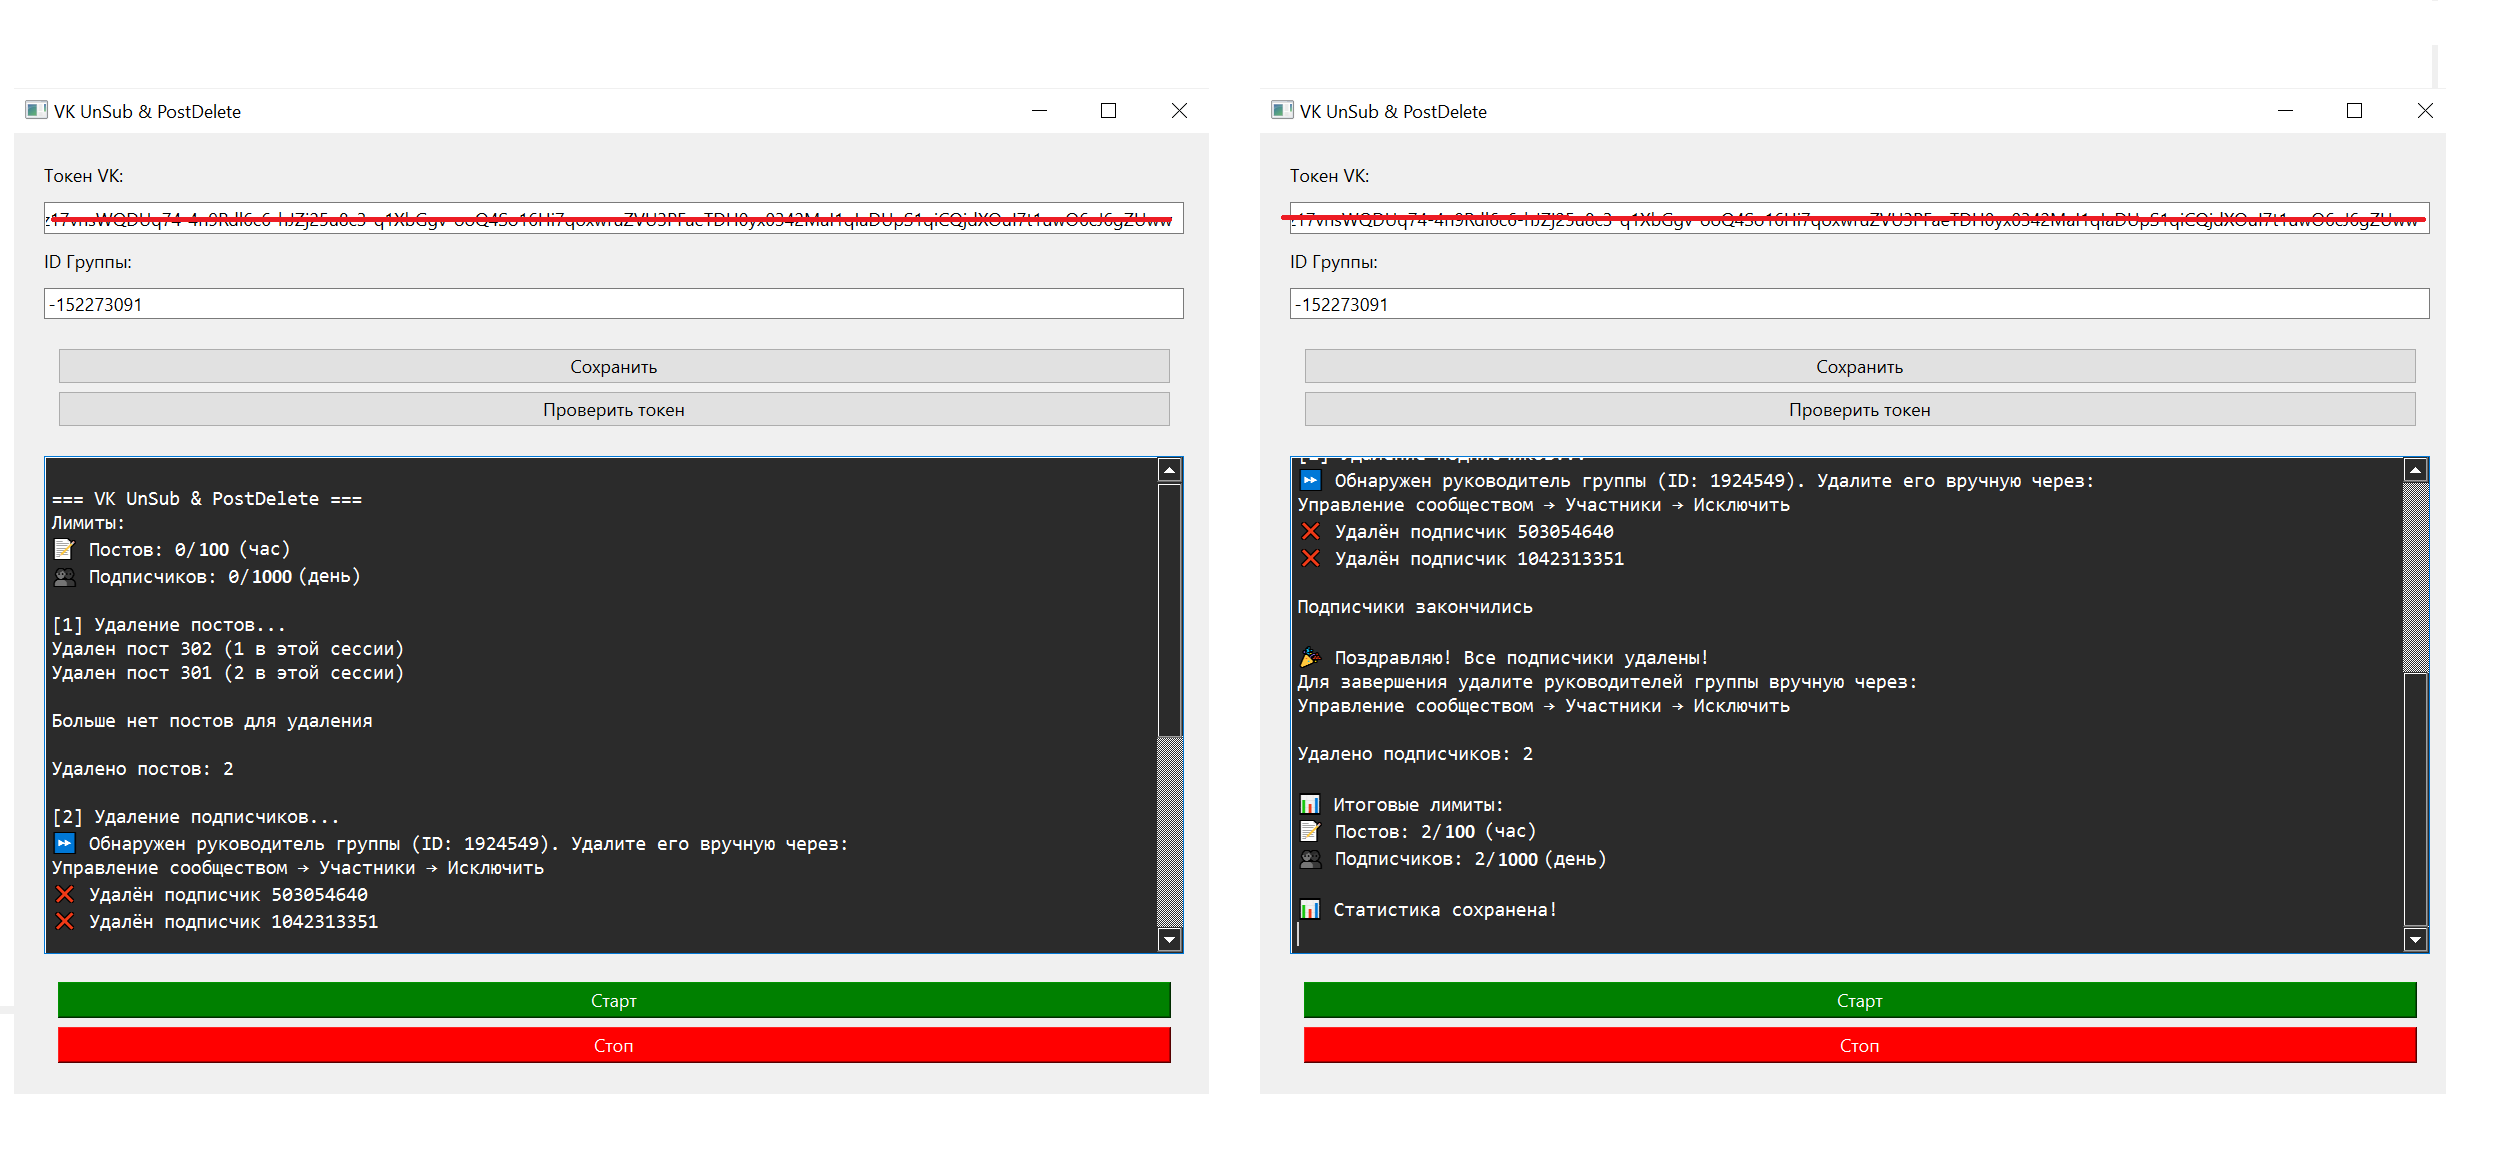 VK UnSub & PostDelete
Токен VK:
ID Группы:
-152273091
Сохранить
Проверить токен
=== VK UnSub & PostDelete ===
Лимиты:
📝 Постов: 0/100 (час)
👥 Подписчиков: 0/1000 (день)
[1] Удаление постов...
Удален пост 302 (1 в этой сессии)
Удален пост 301 (2 в этой сессии)
Больше нет постов для удаления
Удалено постов: 2
[2] Удаление подписчиков...
⏩ Обнаружен руководитель группы (ID: 1924549). Удалите его вручную через:
Управление сообществом → Участники → Исключить
❌ Удалён подписчик 503054640
❌ Удалён подписчик 1042313351
Старт
Стоп
VK UnSub & PostDelete
Токен VK:
ID Группы:
-152273091
Сохранить
Проверить токен
⏩ Обнаружен руководитель группы (ID: 1924549). Удалите его вручную через:
Управление сообществом → Участники → Исключить
❌ Удалён подписчик 503054640
❌ Удалён подписчик 1042313351
Подписчики закончились
🎉 Поздравляю! Все подписчики удалены!
Для завершения удалите руководителей группы вручную через:
Управление сообществом → Участники → Исключить
Удалено подписчиков: 2
📊 Итоговые лимиты:
📝 Постов: 2/100 (час)
👥 Подписчиков: 2/1000 (день)
📊 Статистика сохранена!
Старт
Стоп